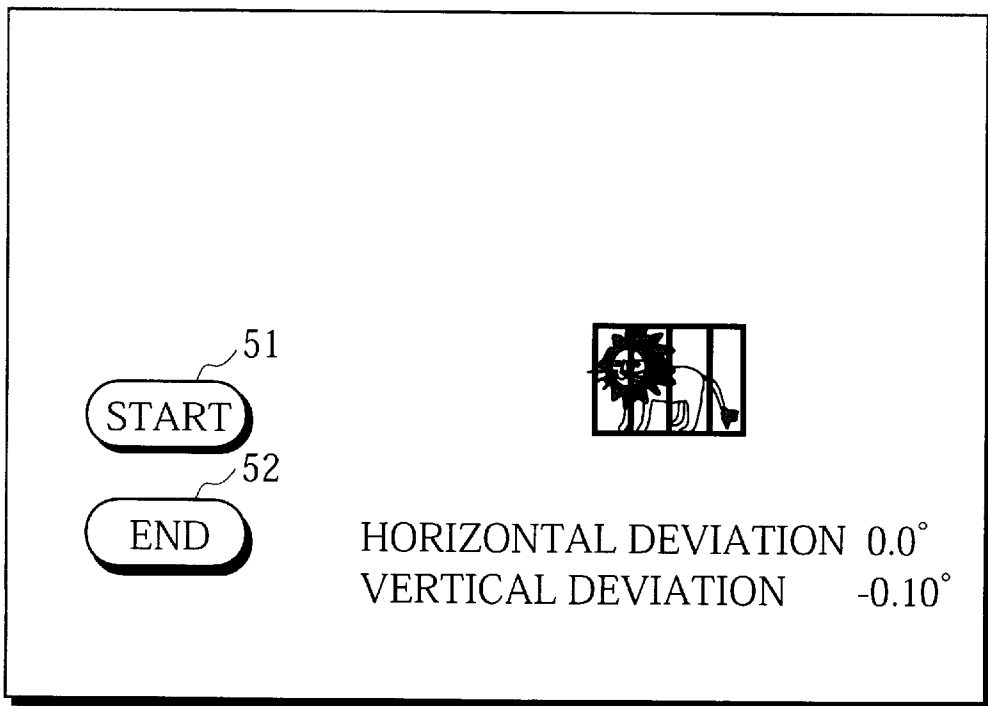 51
START
52
END
HORIZONTAL DEVIATION 0.0°
VERTICAL DEVIATION -0.10°